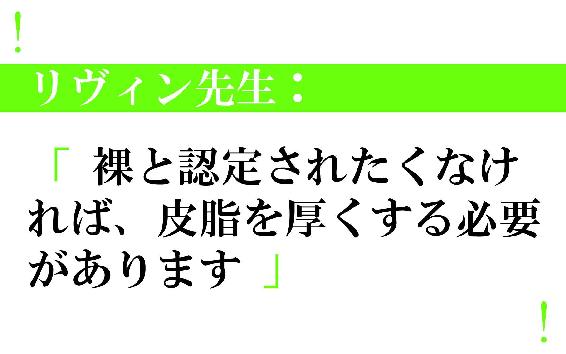 !
リヴィン先生：
「 裸と認定されたくなけ
れば、皮脂を厚くする必要
があります 」
!